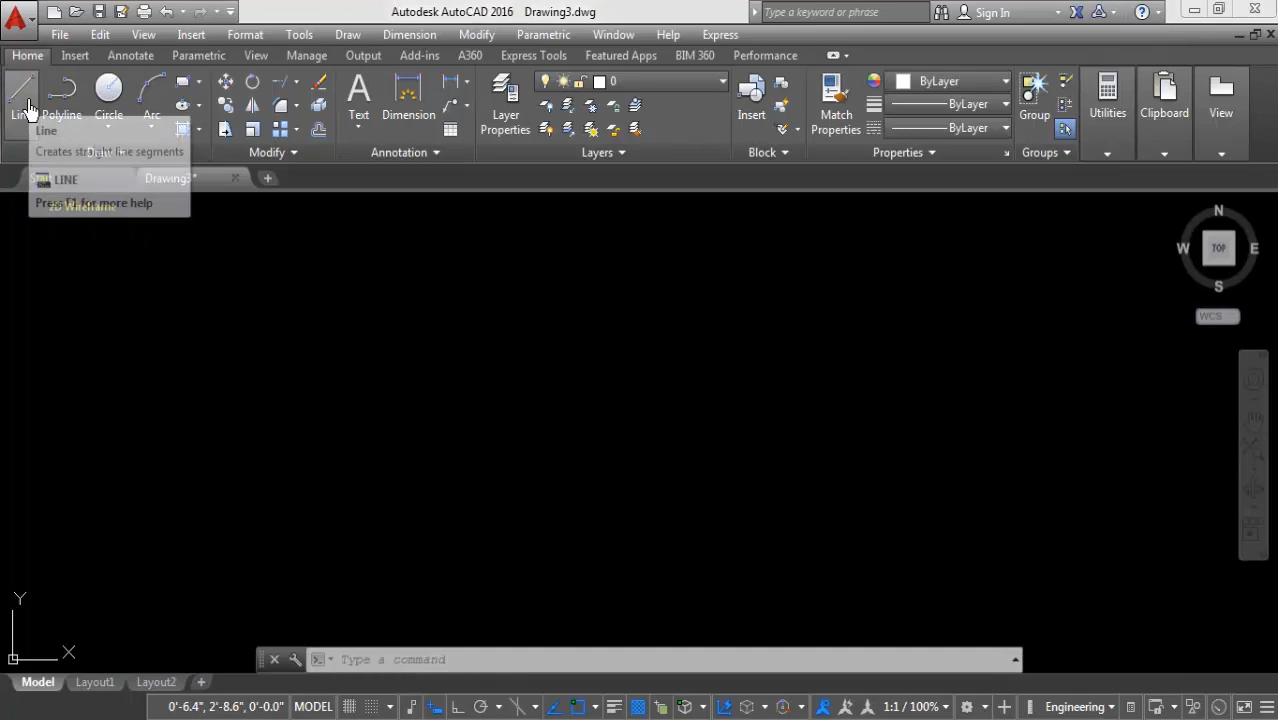 Autodesk AutoCAD 2016 Drawing3.dwg
Type a keyword or phrase
Sign In
File Edit View Insert Format Tools Draw Dimension Modify Parametric Window Help Express
Home Insert Annotate Parametric View Manage Output Add-ins A360 Express Tools Featured Apps BIM 360 Performance
0
ByLayer
ByLayer
ByLayer
Polyline Circle Arc
Text Dimension
Layer Properties
Insert
Match Properties
Group
Utilities Clipboard View
Modify Annotation Layers Block Properties Groups
Line
Creates straight line segments
LINE
Press F1 for more help
Drawing3*
2D Wireframe
N
W TOP E
S
WCS
Y
X
Type a command
Model Layout1 Layout2
0'-6.4", 2'-8.6", 0'-0.0" MODEL 1:1 / 100% Engineering